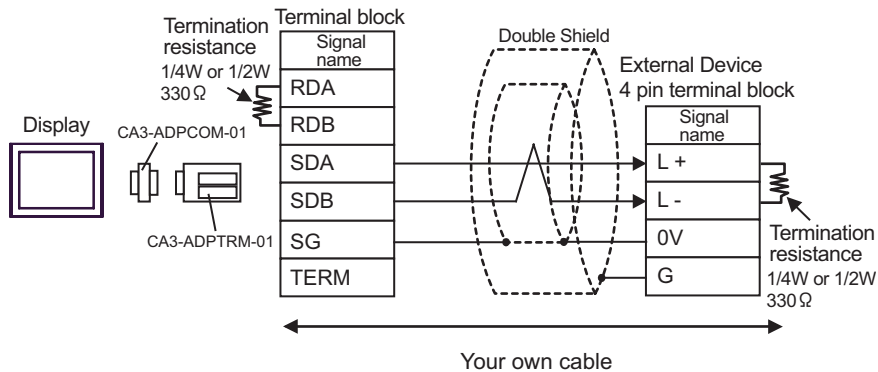 Termination
resistance
1/4W or 1/2W
330Ω
Terminal block
Signal
name
RDA
RDB
SDA
SDB
SG
TERM
Double Shield
External Device
4 pin terminal block
Signal
name
L +
L -
0V
G
Display
CA3-ADPCOM-01
CA3-ADPTRM-01
Termination
resistance
1/4W or 1/2W
330Ω
Your own cable